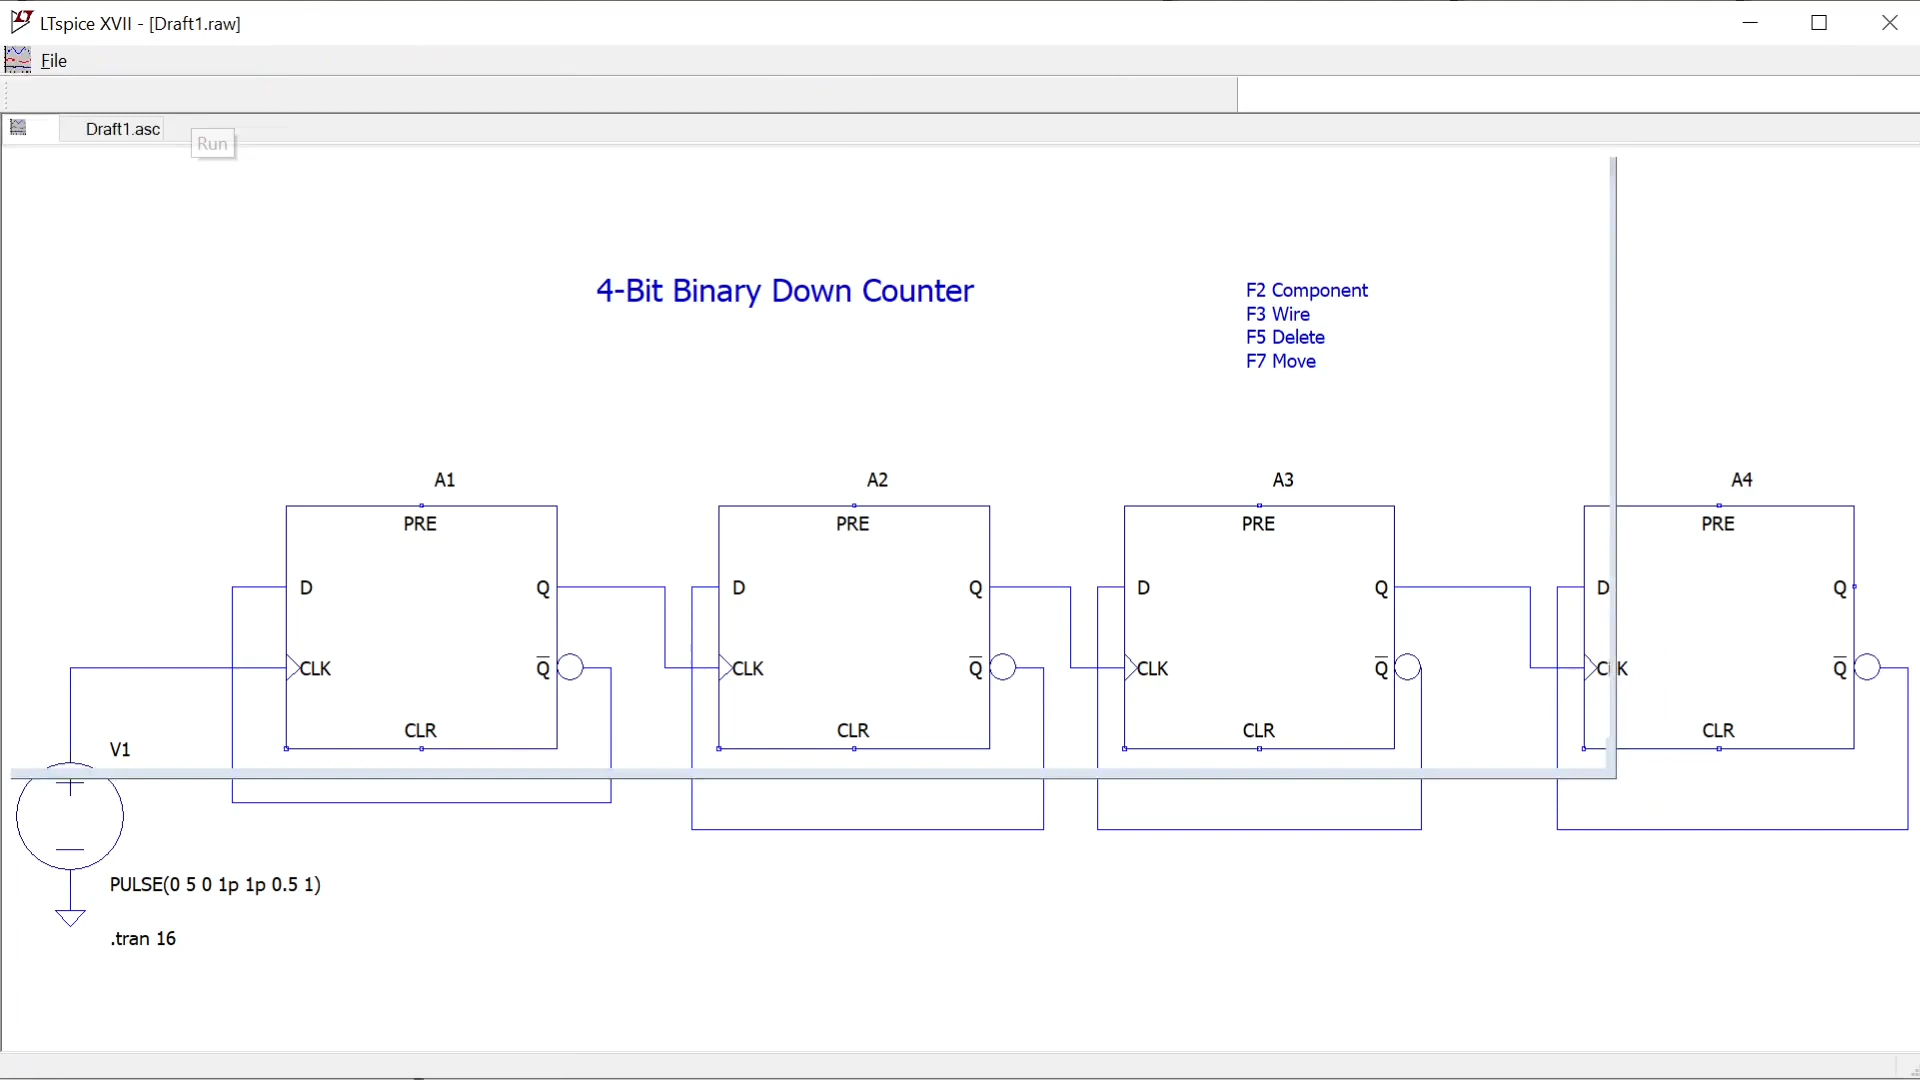 LTspice XVII - [Draft1.raw]
File
Draft1.asc
Run
4-Bit Binary Down Counter
F2 Component
F3 Wire
F5 Delete
F7 Move
A1
A2
A3
A4
PRE
PRE
PRE
PRE
D
Q
D
Q
D
Q
D
Q
CLK
Q̅
CLK
Q̅
CLK
Q̅
CLK
Q̅
CLR
CLR
CLR
CLR
V1
PULSE(0 5 0 1p 1p 0.5 1)
.tran 16